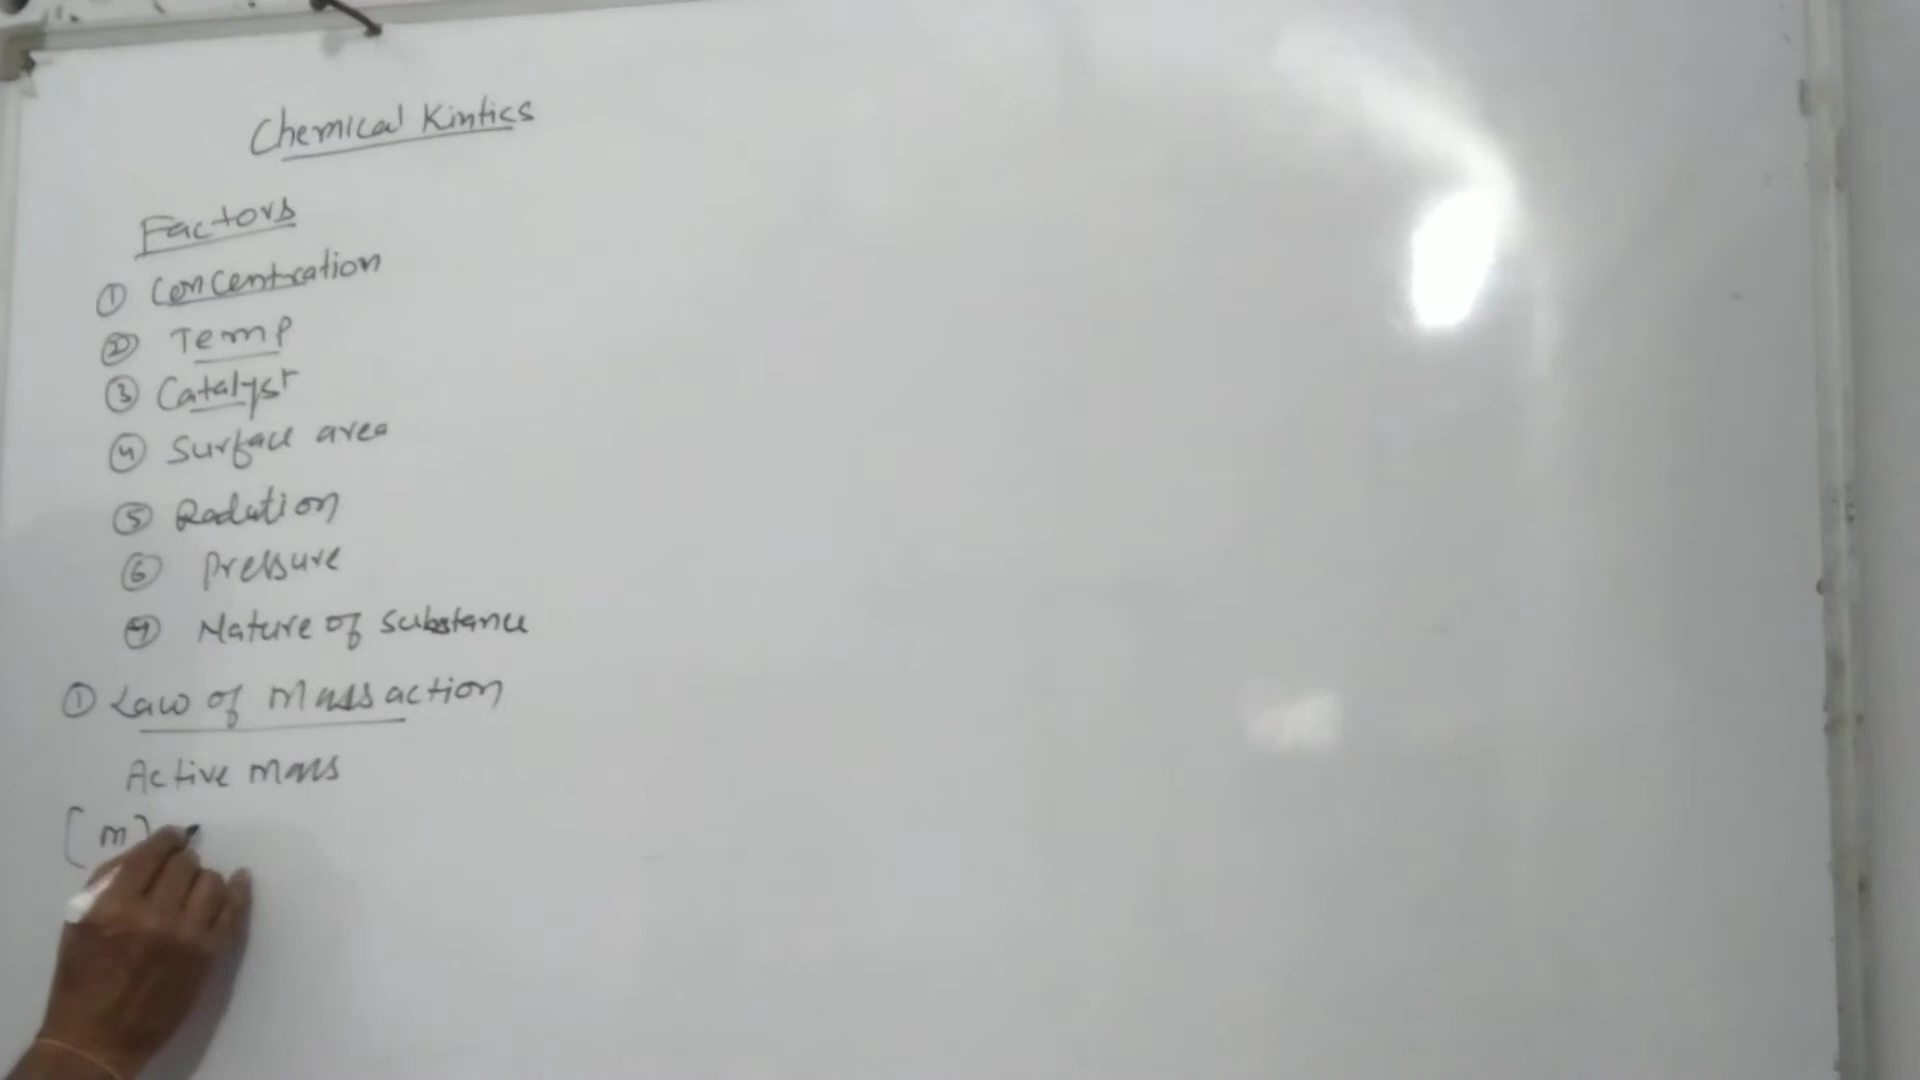 Chemical Kintics
Factors
① Concentration
② Temp
③ Catalyst
④ Surface area
⑤ Radation
⑥ Pressure
⑦ Nature of Substance
① Law of Mass action
Active mass
[m]